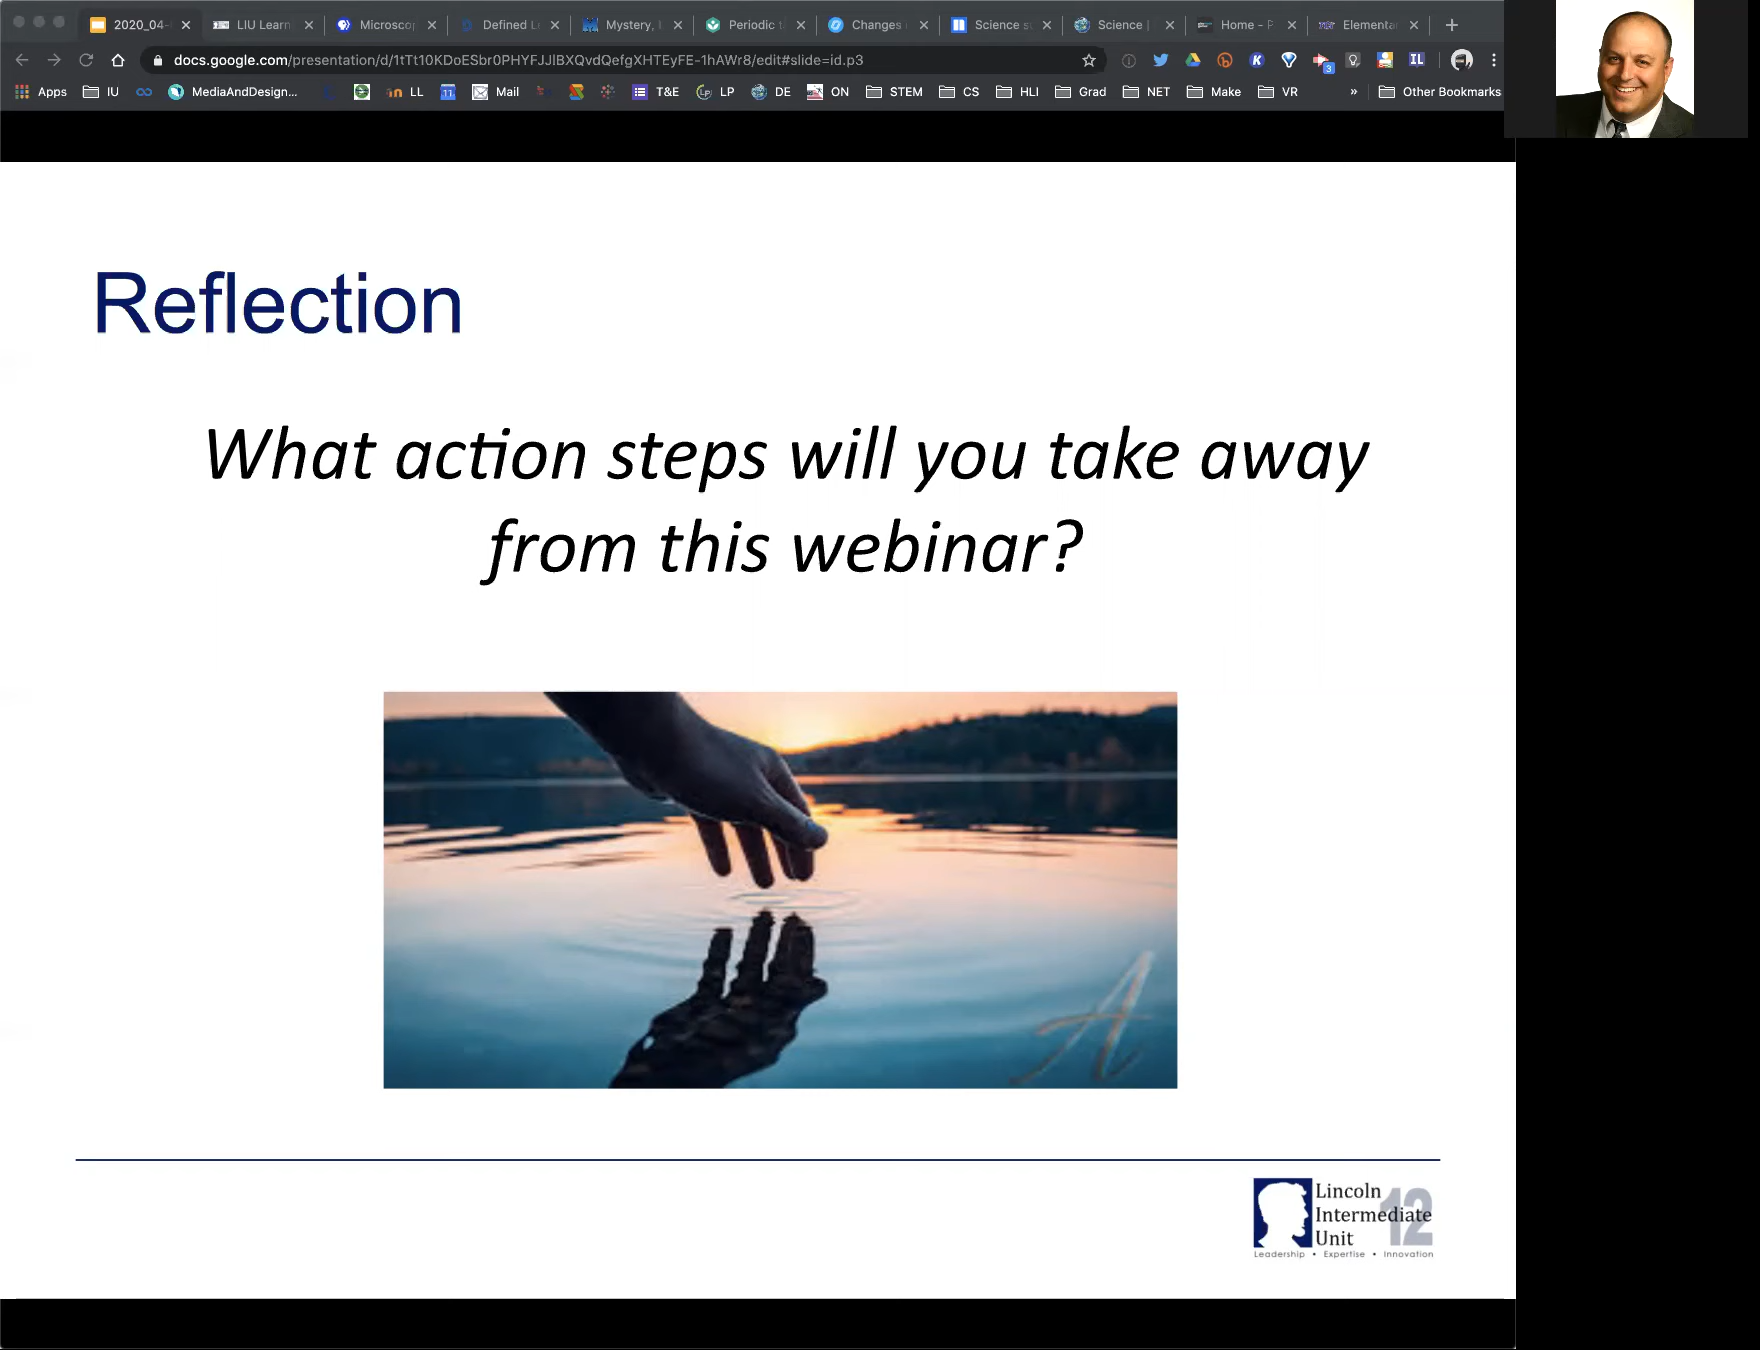 2020_04-
LIU Learn
Microsco
Defined L
Mystery,
Periodic t
Changes
Science s
Science |
Home - P
Elementa
docs.google.com/presentation/d/1tTt10KDoESbr0PHYFJJlBXQvdQefgXHTEyFE-1hAWr8/edit#slide=id.p3
3
IL
Apps
IU
MediaAndDesign...
LL
Mail
T&E
LP
DE
ON
STEM
CS
HLI
Grad
NET
Make
VR
»
Other Bookmarks
Reflection
What action steps will you take away
from this webinar?
A
Lincoln
Intermediate
Unit
12
Leadership • Expertise • Innovation